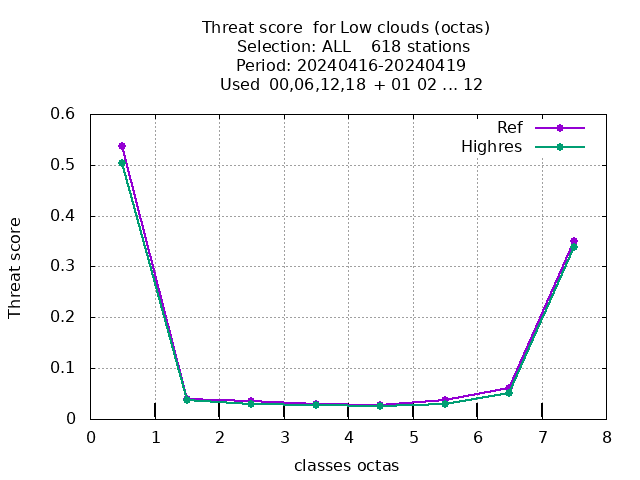 Threat score  for Low clouds (octas)
Selection: ALL    618 stations
Period: 20240416-20240419
Used  00,06,12,18  + 01 02 ... 12
Ref
Highres
0.6
0.5
0.4
0.3
0.2
0.1
0
Threat score
0 1 2 3 4 5 6 7 8
classes octas